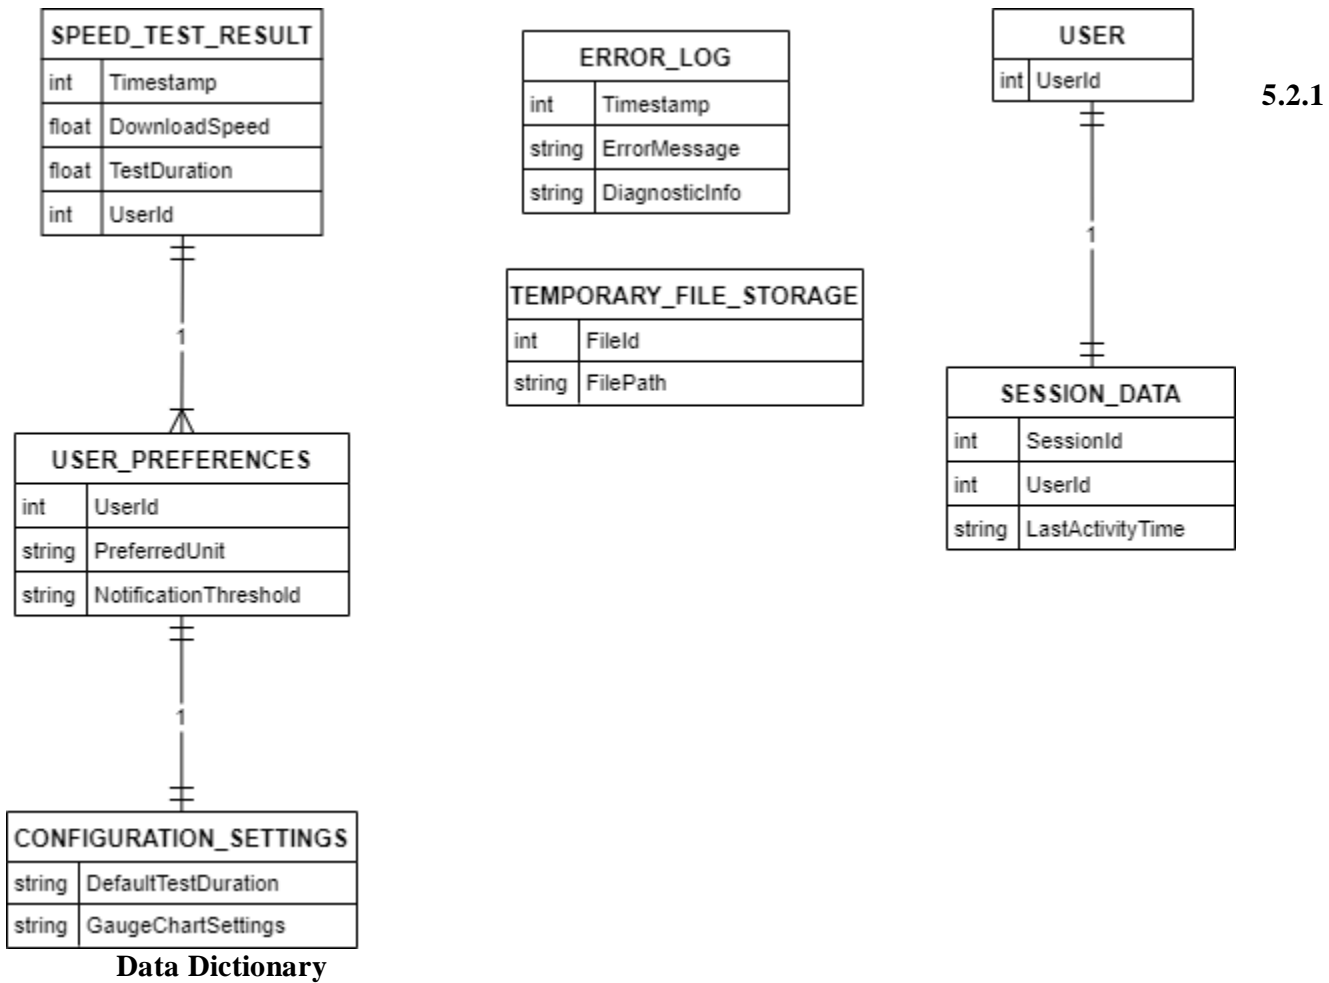 SPEED_TEST_RESULT
int Timestamp
float DownloadSpeed
float TestDuration
int UserId
1
USER_PREFERENCES
int UserId
string PreferredUnit
string NotificationThreshold
1
CONFIGURATION_SETTINGS
string DefaultTestDuration
string GaugeChartSettings
ERROR_LOG
int Timestamp
string ErrorMessage
string DiagnosticInfo
TEMPORARY_FILE_STORAGE
int FileId
string FilePath
USER
int UserId
1
SESSION_DATA
int SessionId
int UserId
string LastActivityTime
5.2.1
Data Dictionary